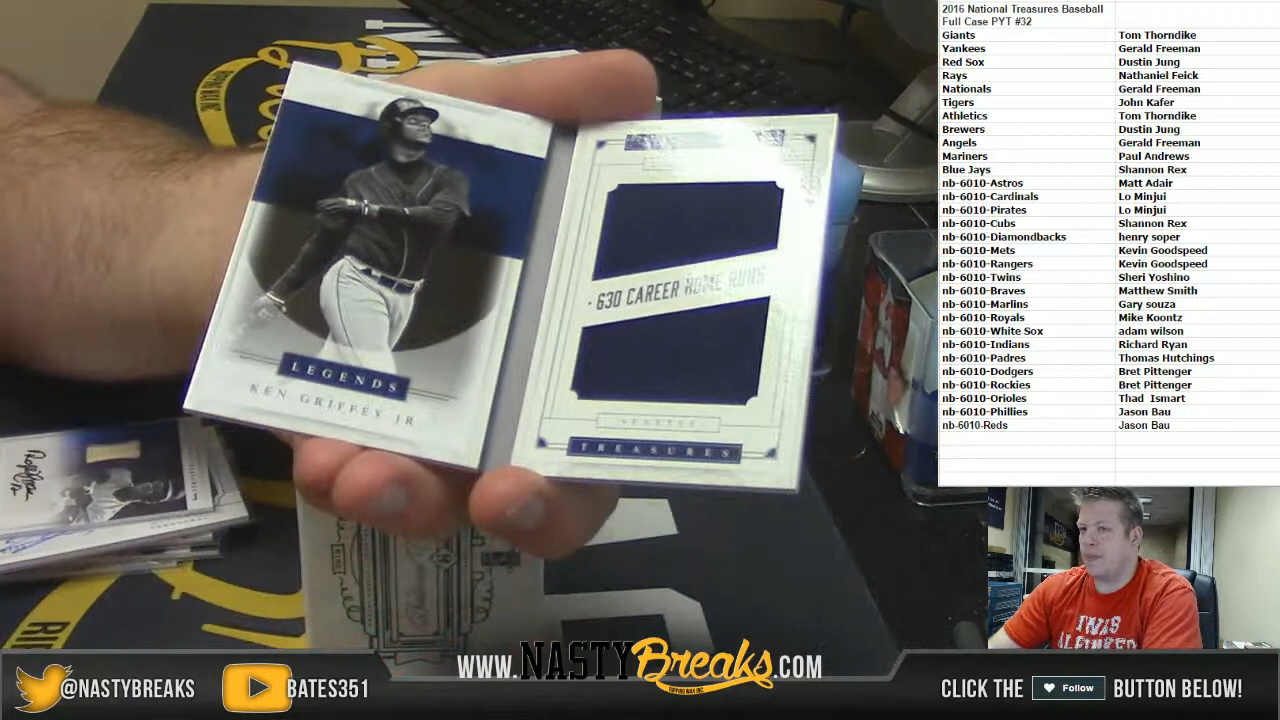 2016 National Treasures Baseball
Full Case PYT #32
Giants Tom Thorndike
Yankees Gerald Freeman
Red Sox Dustin Jung
Rays Nathaniel Feick
Nationals Gerald Freeman
Tigers John Kafer
Athletics Tom Thorndike
Brewers Dustin Jung
Angels Gerald Freeman
Mariners Paul Andrews
Blue Jays Shannon Rex
nb-6010-Astros Matt Adair
nb-6010-Cardinals Lo Minjui
nb-6010-Pirates Lo Minjui
nb-6010-Cubs Shannon Rex
nb-6010-Diamondbacks henry soper
nb-6010-Mets Kevin Goodspeed
nb-6010-Rangers Kevin Goodspeed
nb-6010-Twins Sheri Yoshino
nb-6010-Braves Matthew Smith
nb-6010-Marlins Gary souza
nb-6010-Royals Mike Koontz
nb-6010-White Sox adam wilson
nb-6010-Indians Richard Ryan
nb-6010-Padres Thomas Hutchings
nb-6010-Dodgers Bret Pittenger
nb-6010-Rockies Bret Pittenger
nb-6010-Orioles Thad Ismart
nb-6010-Phillies Jason Bau
nb-6010-Reds Jason Bau
LEGENDS
KEN GRIFFEY JR
· 630 CAREER HOME RUNS
TREASURES
@NASTYBREAKS
BATES351
WWW.NASTYBreaks.COM
RIPPING WAX INC
CLICK THE Follow BUTTON BELOW!